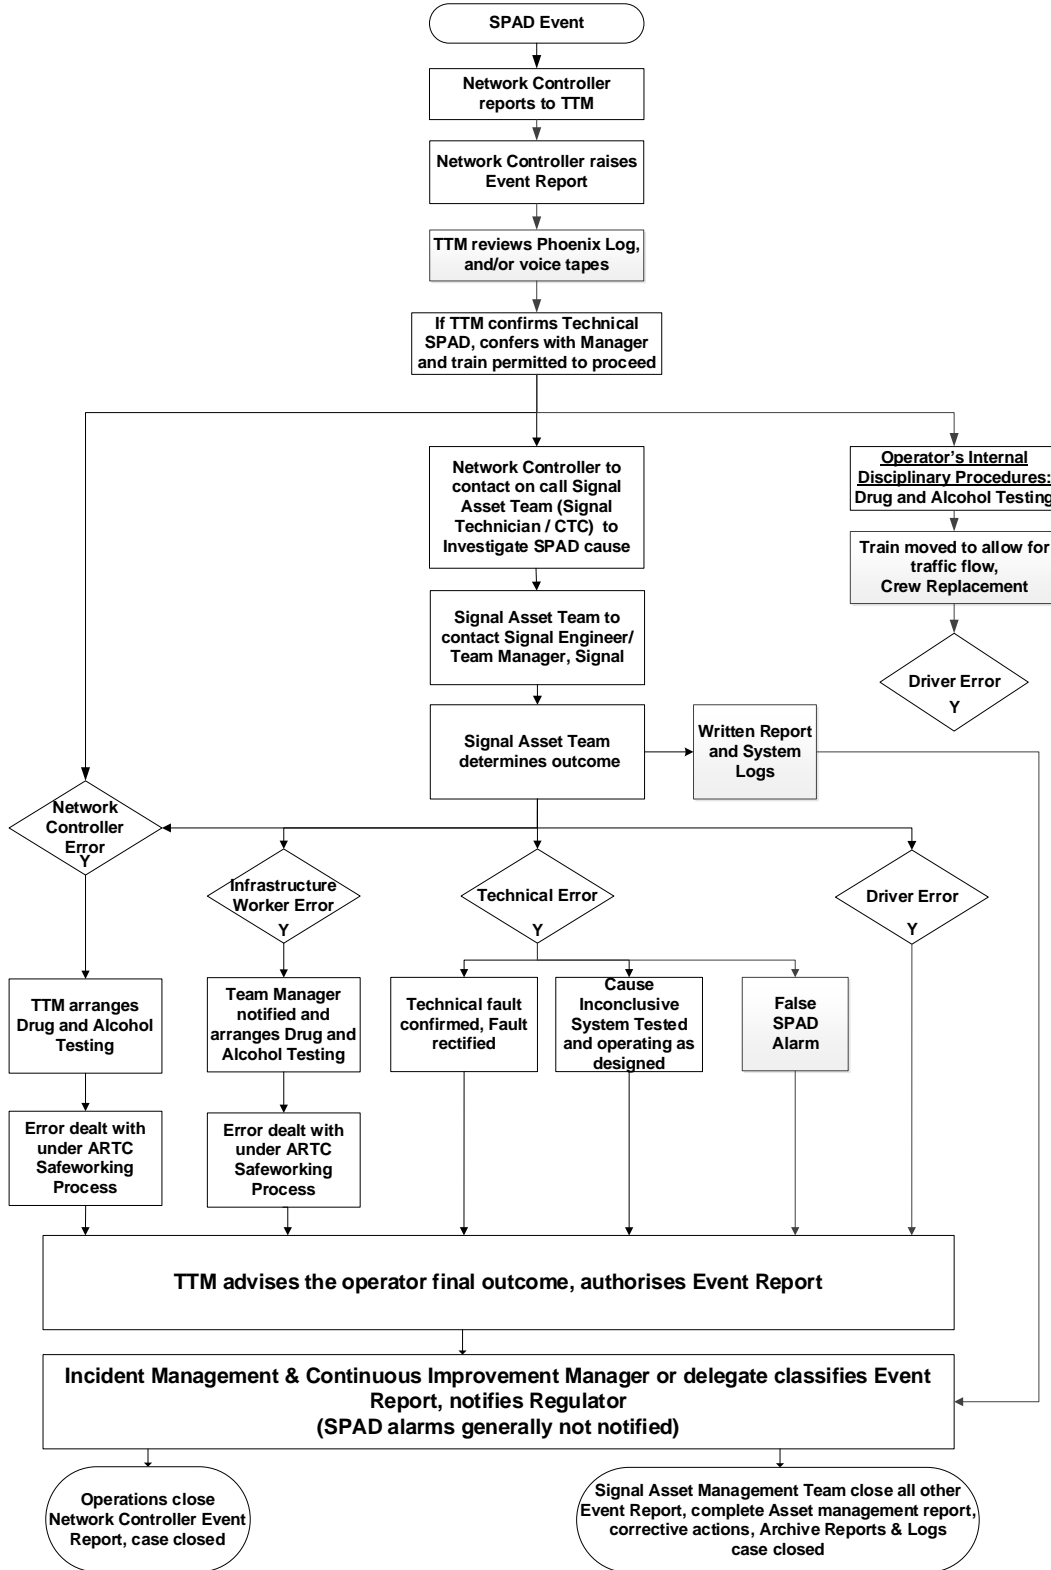 SPAD Event
Network Controller
reports to TTM
Network Controller raises
Event Report
TTM reviews Phoenix Log,
and/or voice tapes
If TTM confirms Technical
SPAD, confers with Manager
and train permitted to proceed
Network Controller to
contact on call Signal
Asset Team (Signal
Technician / CTC) to
Investigate SPAD cause
Operator’s Internal
Disciplinary Procedures:
Drug and Alcohol Testing
Train moved to allow for
traffic flow,
Crew Replacement
Signal Asset Team to
contact Signal Engineer/
Team Manager, Signal
Driver Error
Y
Signal Asset Team
determines outcome
Written Report
and System
Logs
Network
Controller
Error
Y
Infrastructure
Worker Error
Y
Technical Error
Y
Driver Error
Y
TTM arranges
Drug and Alcohol
Testing
Team Manager
notified and
arranges Drug and
Alcohol Testing
Technical fault
confirmed, Fault
rectified
Cause
Inconclusive
System Tested
and operating as
designed
False
SPAD
Alarm
Error dealt with
under ARTC
Safeworking
Process
Error dealt with
under ARTC
Safeworking
Process
TTM advises the operator final outcome, authorises Event Report
Incident Management & Continuous Improvement Manager or delegate classifies Event
Report, notifies Regulator
(SPAD alarms generally not notified)
Operations close
Network Controller Event
Report, case closed
Signal Asset Management Team close all other
Event Report, complete Asset management report,
corrective actions, Archive Reports & Logs
case closed